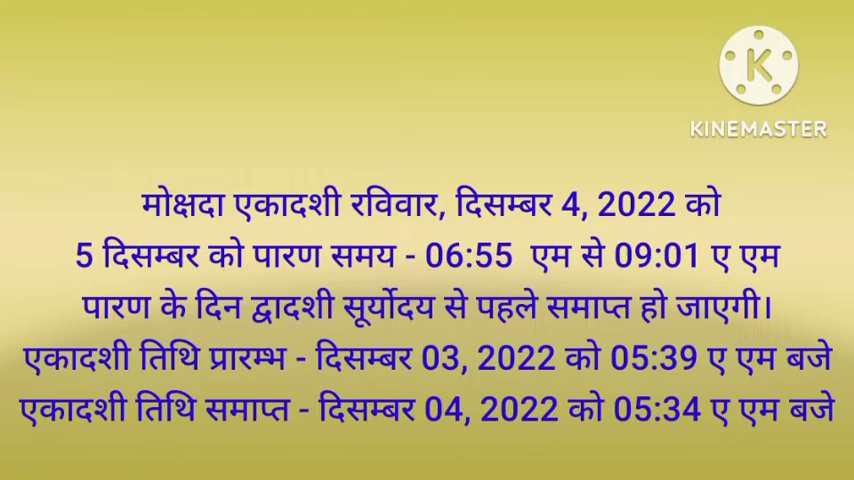 KINEMASTER
मोक्षदा एकादशी रविवार, दिसम्बर 4, 2022 को
5 दिसम्बर को पारण समय - 06:55 एम से 09:01 ए एम
पारण के दिन द्वादशी सूर्योदय से पहले समाप्त हो जाएगी।
एकादशी तिथि प्रारम्भ - दिसम्बर 03, 2022 को 05:39 ए एम बजे
एकादशी तिथि समाप्त - दिसम्बर 04, 2022 को 05:34 ए एम बजे